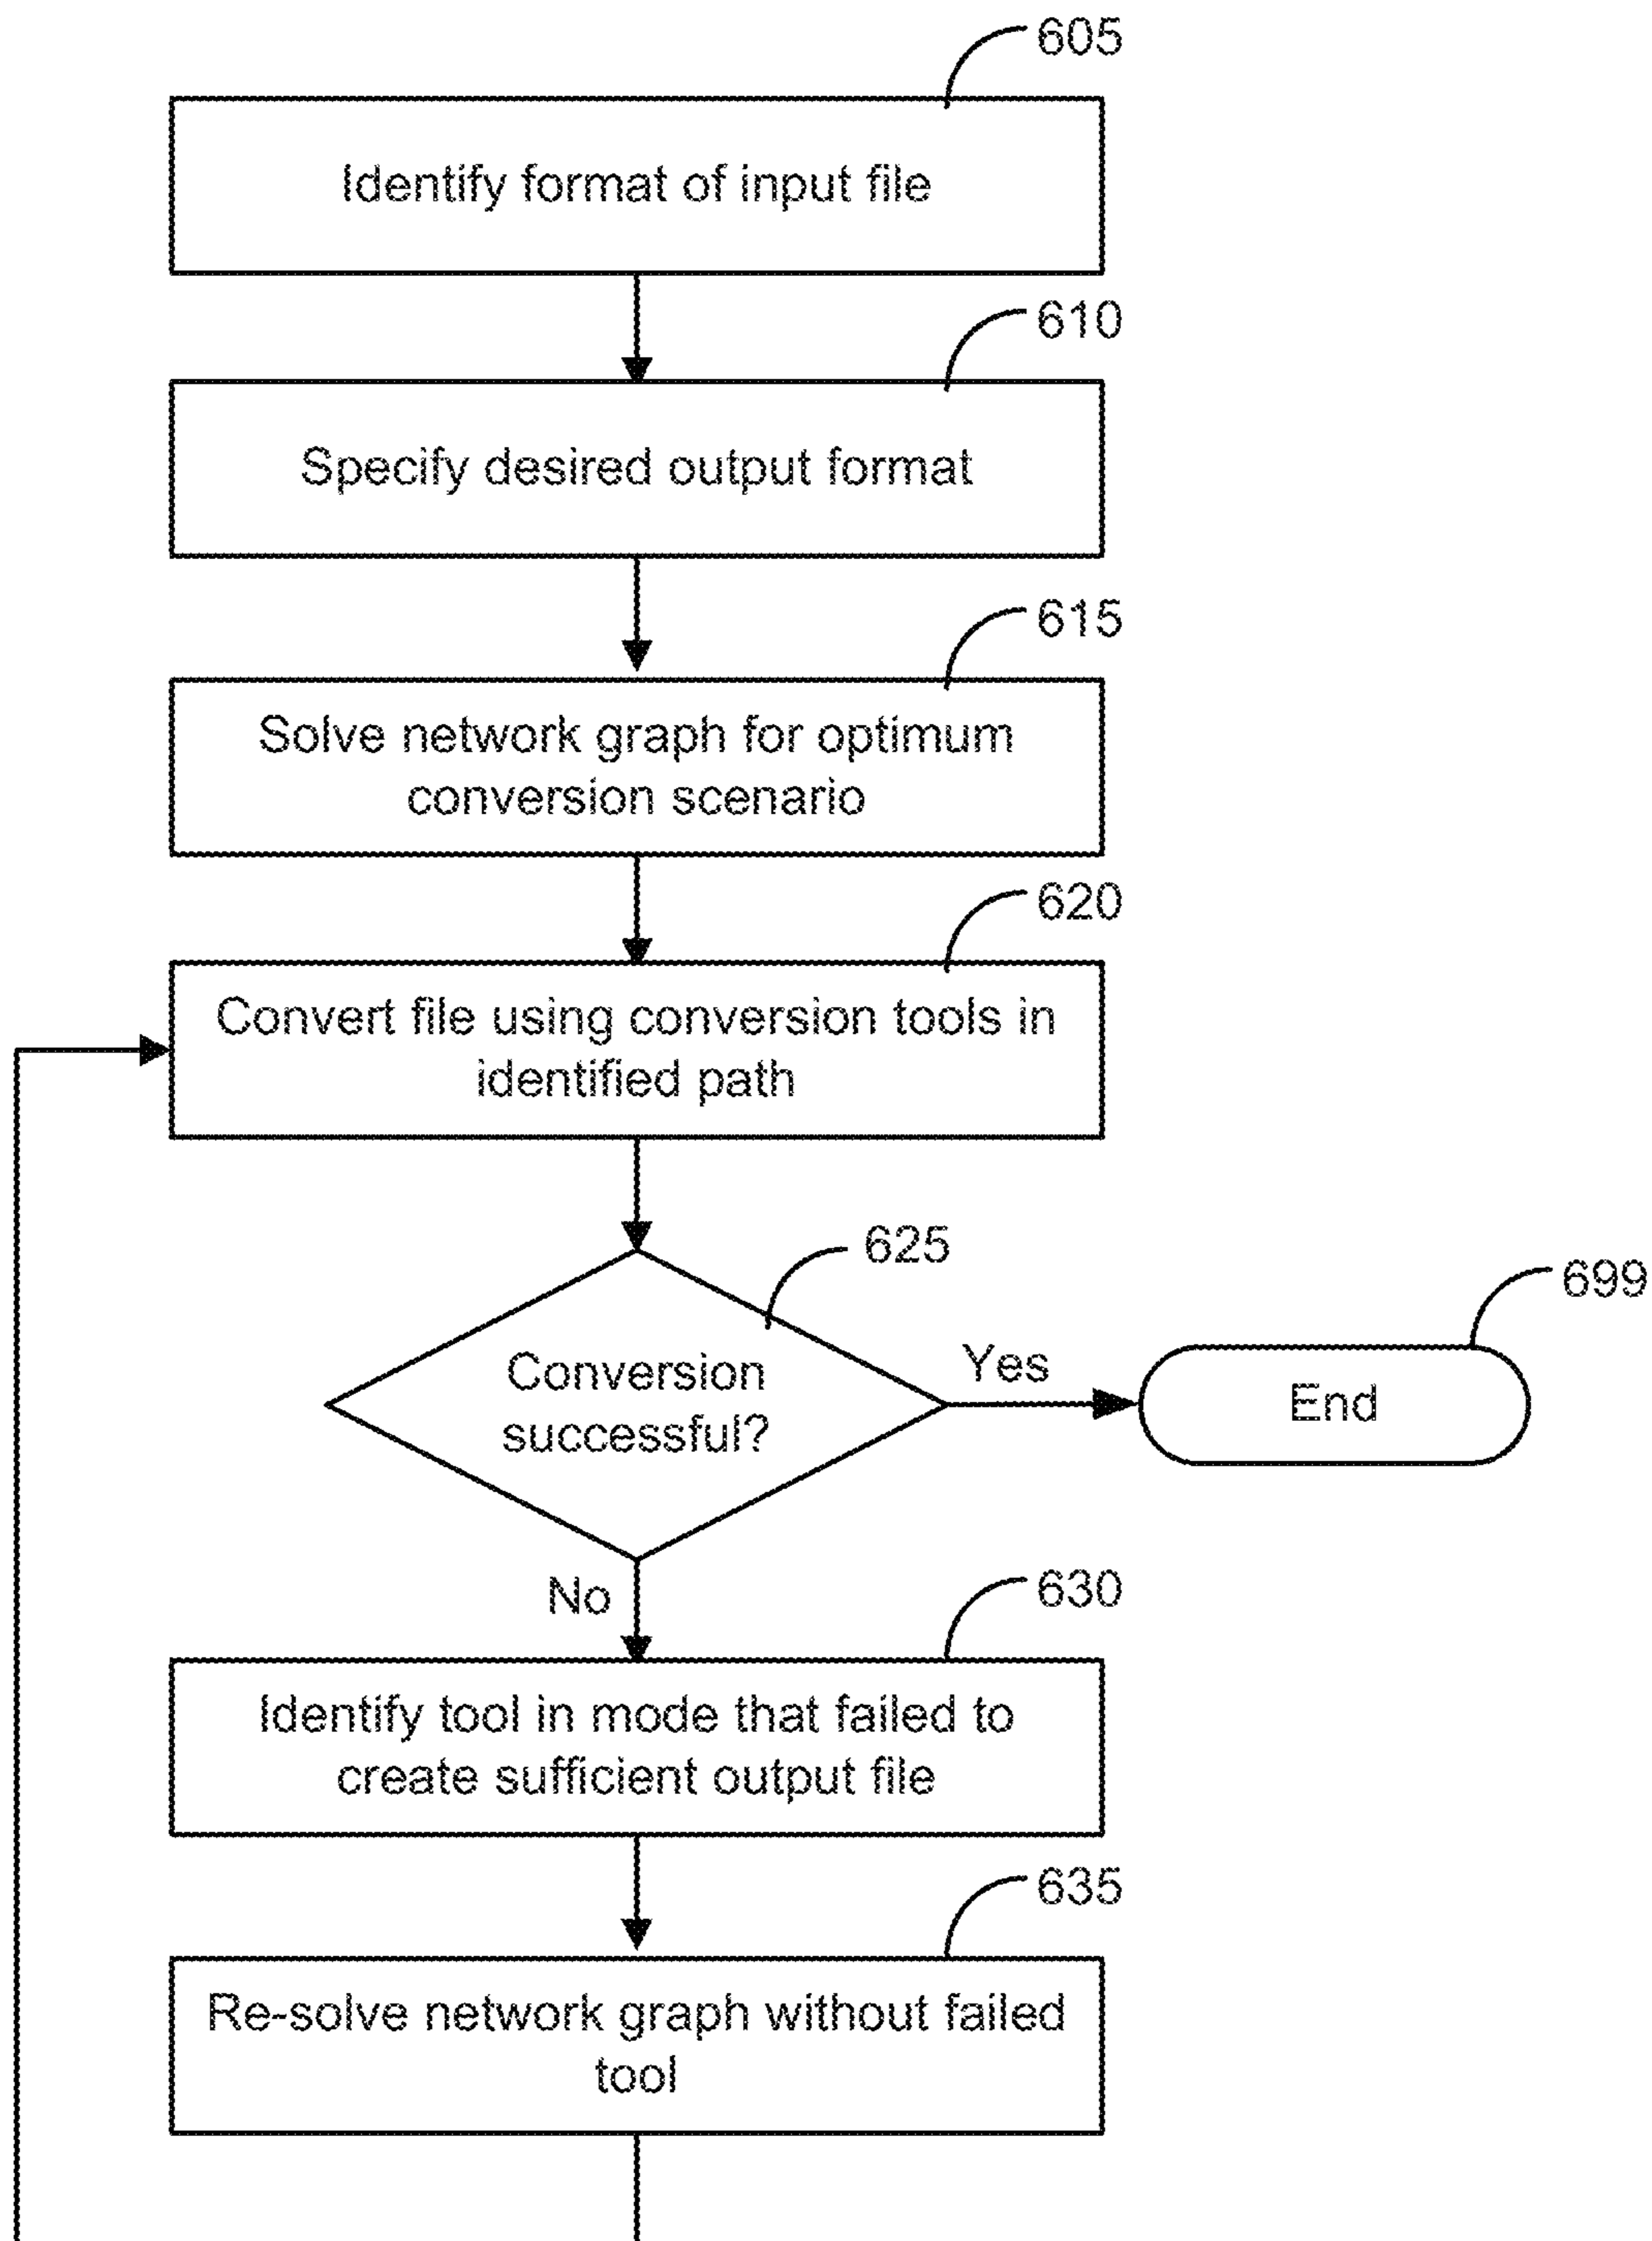 605
Identify format of input file
610
Specify desired output format
615
Solve network graph for optimum
conversion scenario
620
Convert file using conversion tools in
identified path
625
Conversion
successful?
Yes
699
End
No
630
Identify tool in mode that failed to
create sufficient output file
635
Re-solve network graph without failed
tool